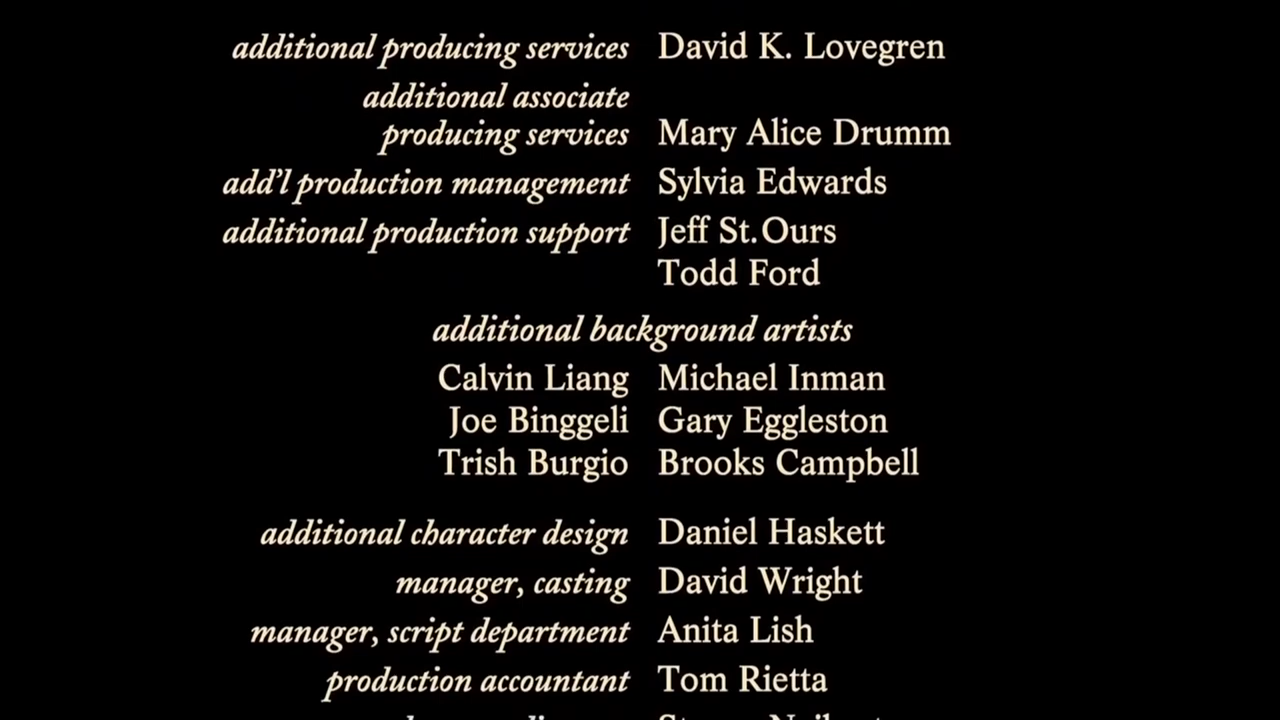 additional producing services David K. Lovegren
additional associate
producing services Mary Alice Drumm
add'l production management Sylvia Edwards
additional production support Jeff St. Ours
Todd Ford
additional background artists
Calvin Liang Michael Inman
Joe Binggeli Gary Eggleston
Trish Burgio Brooks Campbell
additional character design Daniel Haskett
manager, casting David Wright
manager, script department Anita Lish
production accountant Tom Rietta